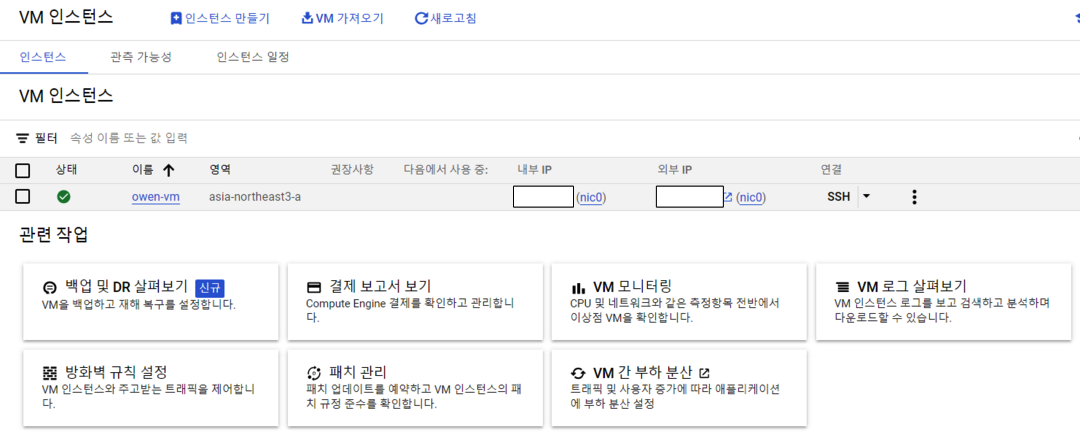 VM 인스턴스 인스턴스 만들기 VM 가져오기 새로고침
인스턴스 관측 가능성 인스턴스 일정
VM 인스턴스
필터 속성 이름 또는 값 입력
상태 이름 영역 권장사항 다음에서 사용 중: 내부 IP 외부 IP 연결
owen-vm asia-northeast3-a (nic0) (nic0) SSH
관련 작업
백업 및 DR 살펴보기 신규
VM을 백업하고 재해 복구를 설정합니다.
결제 보고서 보기
Compute Engine 결제를 확인하고 관리합니
다.
VM 모니터링
CPU 및 네트워크와 같은 측정항목 전반에서
이상점 VM을 확인합니다.
VM 로그 살펴보기
VM 인스턴스 로그를 보고 검색하고 분석하며
다운로드할 수 있습니다.
방화벽 규칙 설정
VM 인스턴스와 주고받는 트래픽을 제어합니
다.
패치 관리
패치 업데이트를 예약하고 VM 인스턴스의 패
치 규정 준수를 확인합니다.
VM 간 부하 분산
트래픽 및 사용자 증가에 따라 애플리케이션
에 부하 분산 설정